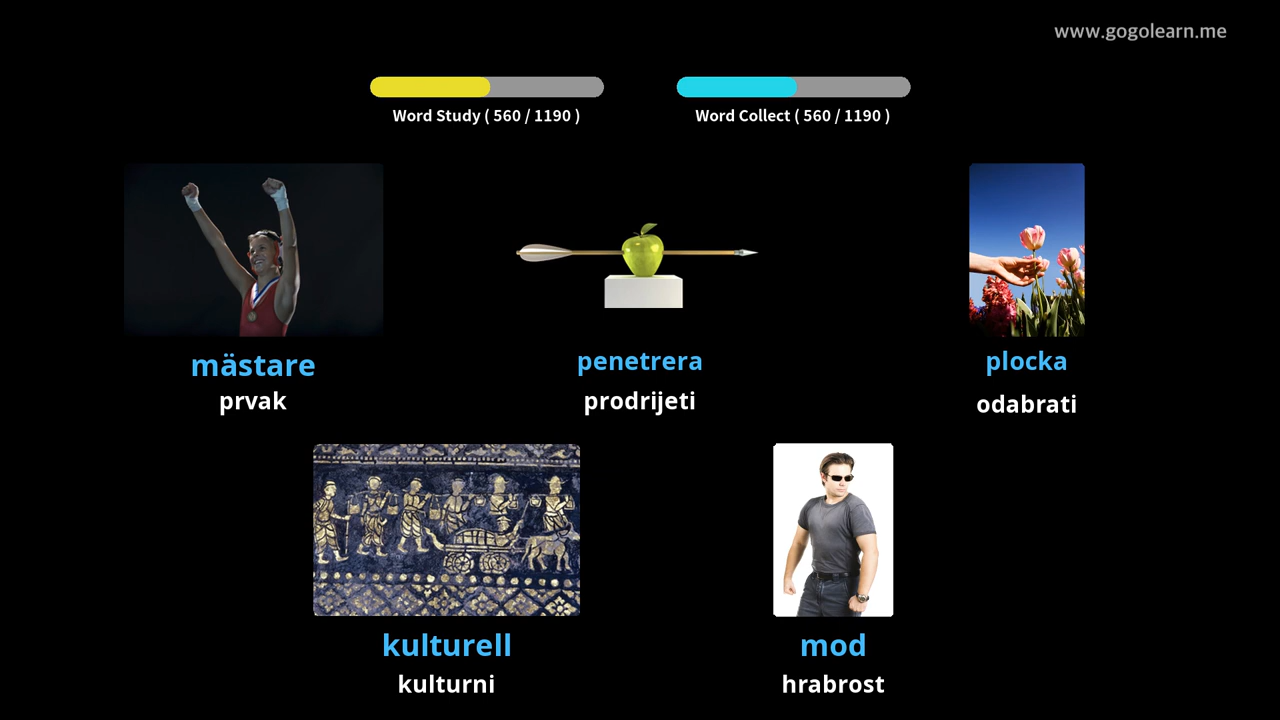 www.gogolearn.me
Word Study ( 560 / 1190 )
Word Collect ( 560 / 1190 )
mästare
prvak
penetrera
prodrijeti
plocka
odabrati
kulturell
kulturni
mod
hrabrost